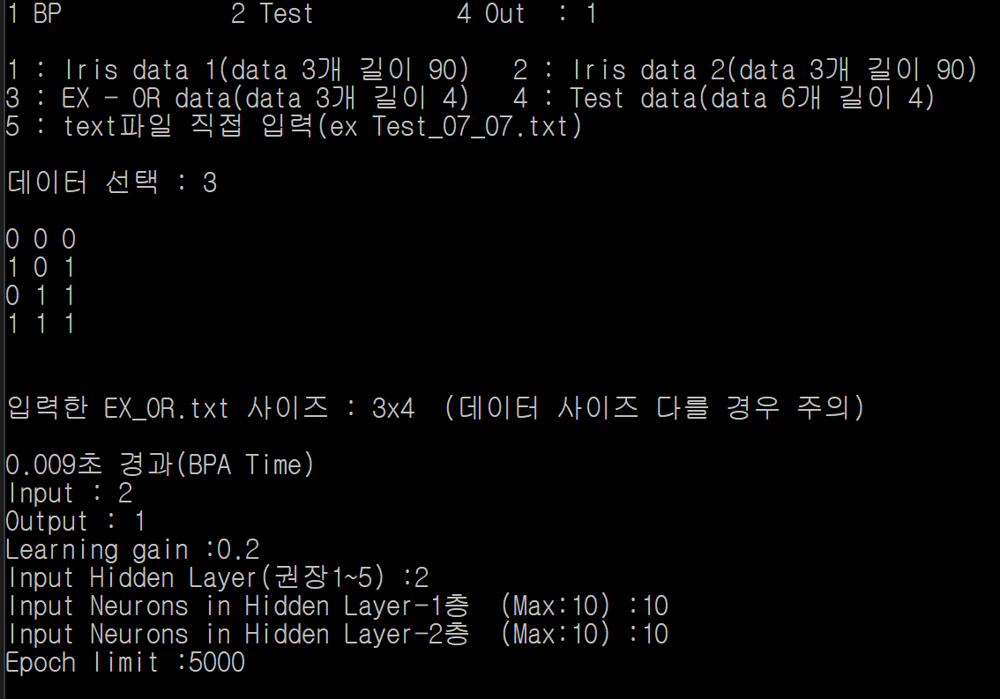 1 BP 2 Test 4 Out : 1
1 : Iris data 1(data 3개 길이 90) 2 : Iris data 2(data 3개 길이 90)
3 : EX - OR data(data 3개 길이 4) 4 : Test data(data 6개 길이 4)
5 : text파일 직접 입력(ex Test_07_07.txt)
데이터 선택 : 3
0 0 0
1 0 1
0 1 1
1 1 1
입력한 EX_OR.txt 사이즈 : 3x4 (데이터 사이즈 다를 경우 주의)
0.009초 경과(BPA Time)
Input : 2
Output : 1
Learning gain :0.2
Input Hidden Layer(권장1~5) :2
Input Neurons in Hidden Layer-1층 (Max:10) :10
Input Neurons in Hidden Layer-2층 (Max:10) :10
Epoch limit :5000